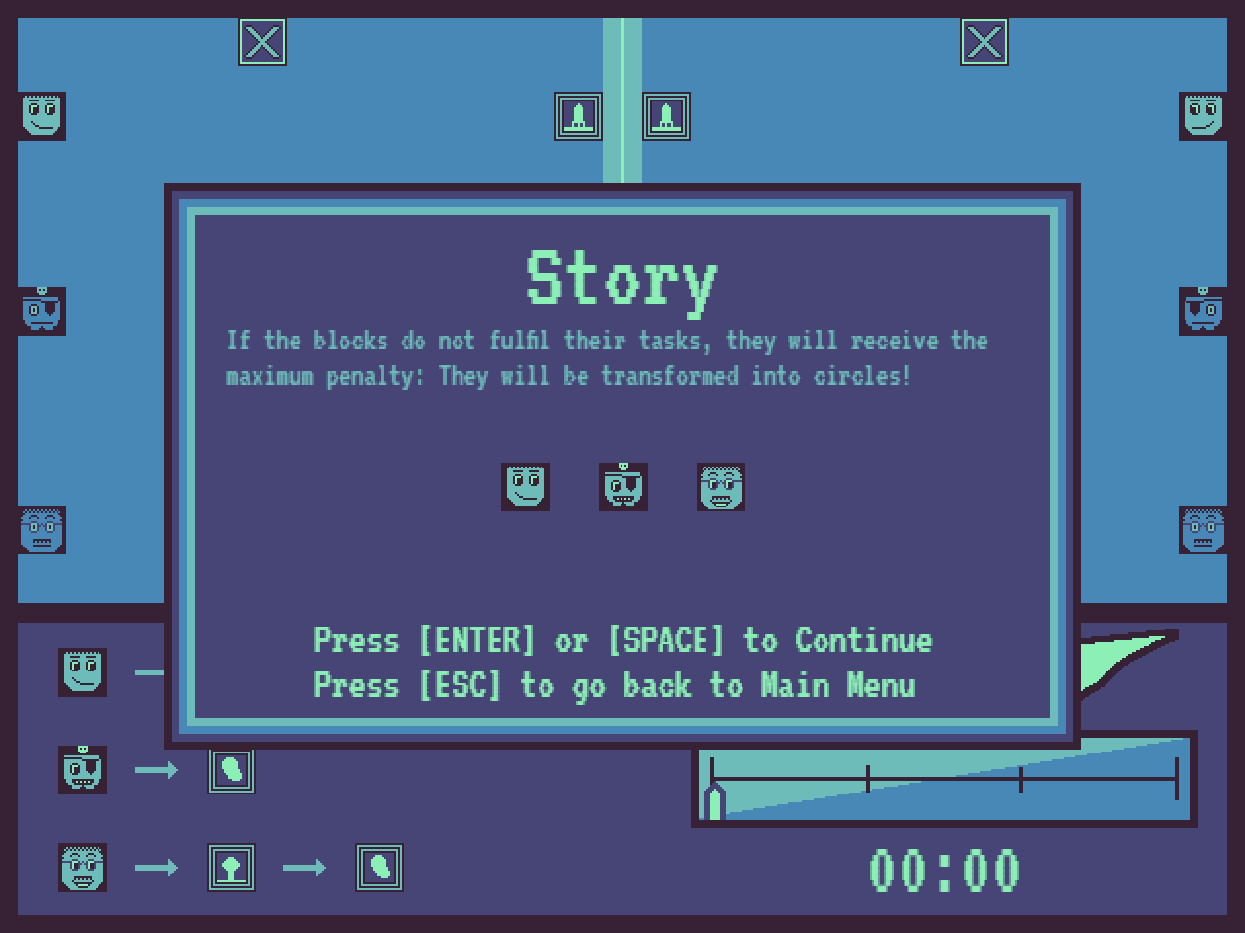 Story
If the blocks do not fulfil their tasks, they will receive the
maximum penalty: They will be transformed into circles!
Press [ENTER] or [SPACE] to Continue
Press [ESC] to go back to Main Menu
00:00